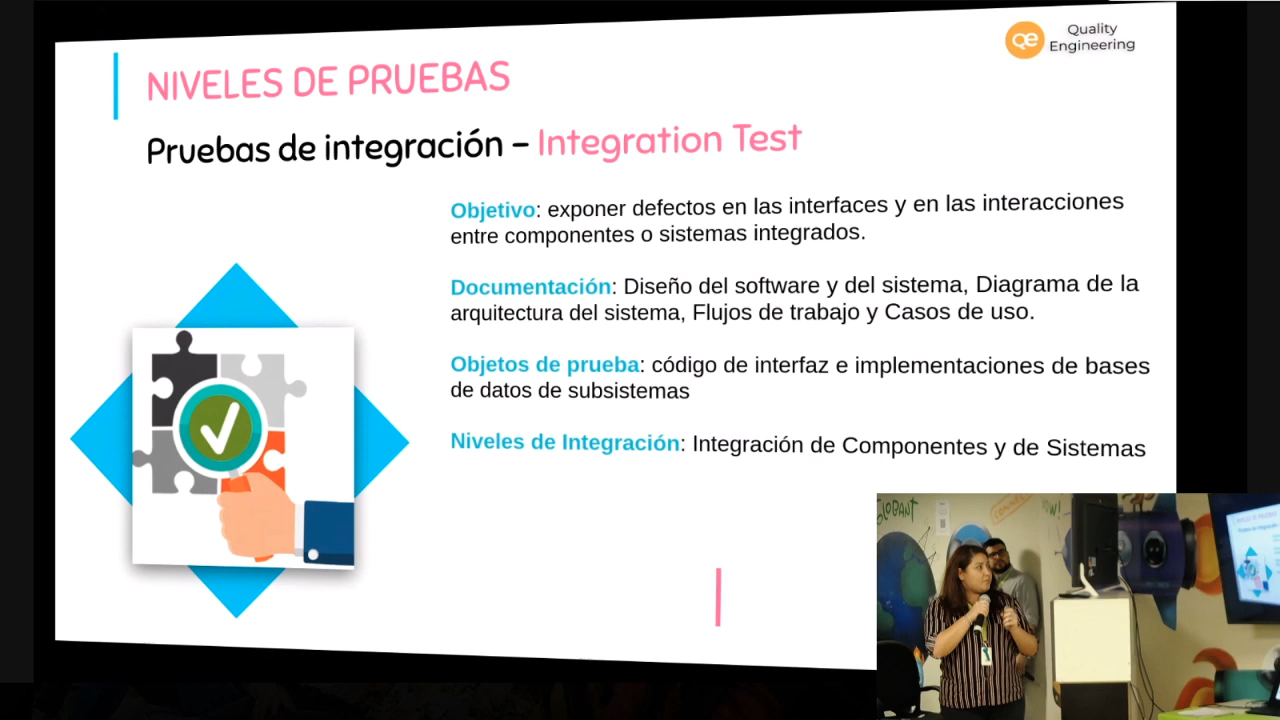 Quality
Engineering
qe
NIVELES DE PRUEBAS
Pruebas de integración – Integration Test
Objetivo: exponer defectos en las interfaces y en las interacciones
entre componentes o sistemas integrados.
Documentación: Diseño del software y del sistema, Diagrama de la
arquitectura del sistema, Flujos de trabajo y Casos de uso.
Objetos de prueba: código de interfaz e implementaciones de bases
de datos de subsistemas
Niveles de Integración: Integración de Componentes y de Sistemas
GLOBANT